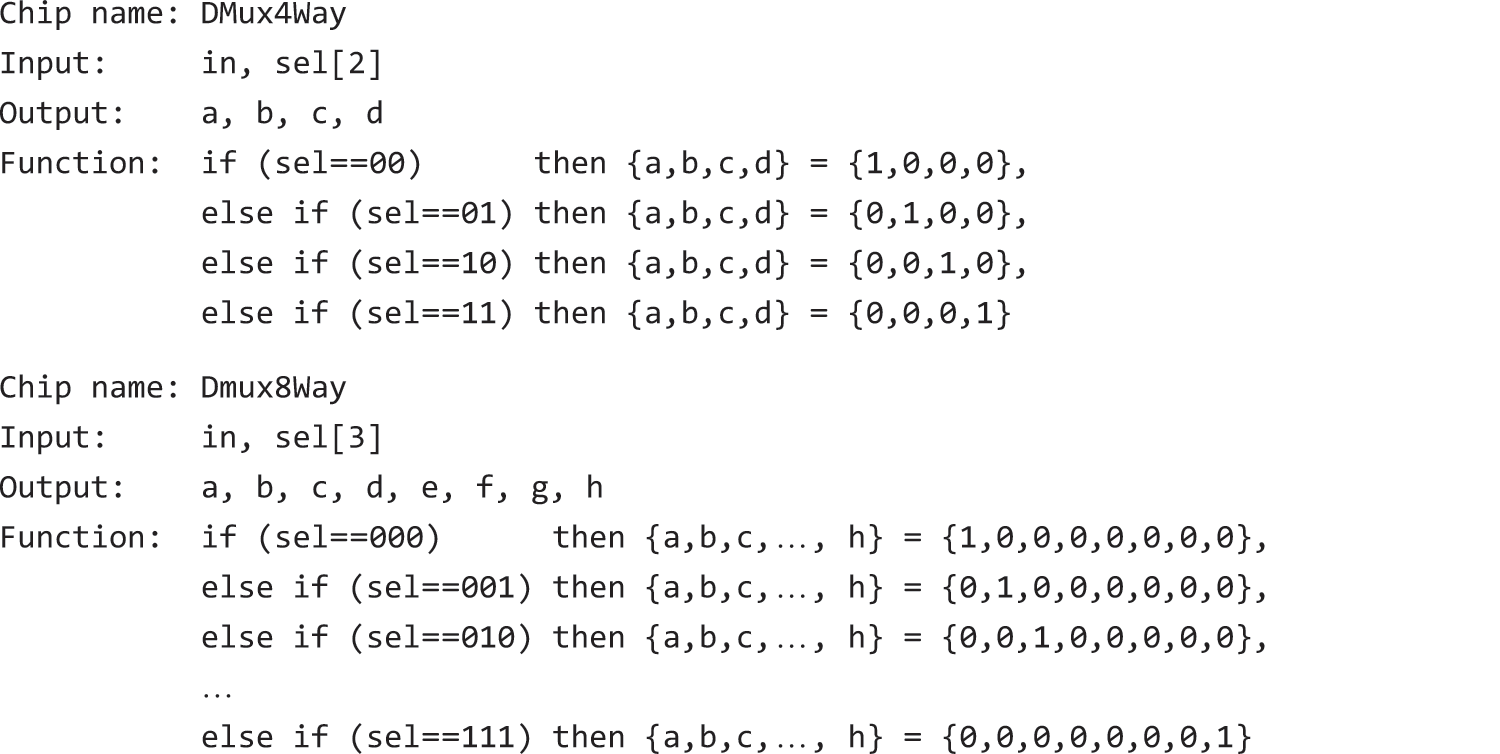 Chip name: DMux4Way
Input:     in, sel[2]
Output:    a, b, c, d
Function:  if (sel==00)      then {a,b,c,d} = {1,0,0,0},
           else if (sel==01) then {a,b,c,d} = {0,1,0,0},
           else if (sel==10) then {a,b,c,d} = {0,0,1,0},
           else if (sel==11) then {a,b,c,d} = {0,0,0,1}
Chip name: Dmux8Way
Input:     in, sel[3]
Output:    a, b, c, d, e, f, g, h
Function:  if (sel==000)      then {a,b,c,..., h} = {1,0,0,0,0,0,0,0},
           else if (sel==001) then {a,b,c,..., h} = {0,1,0,0,0,0,0,0},
           else if (sel==010) then {a,b,c,..., h} = {0,0,1,0,0,0,0,0},
           ...
           else if (sel==111) then {a,b,c,..., h} = {0,0,0,0,0,0,0,1}